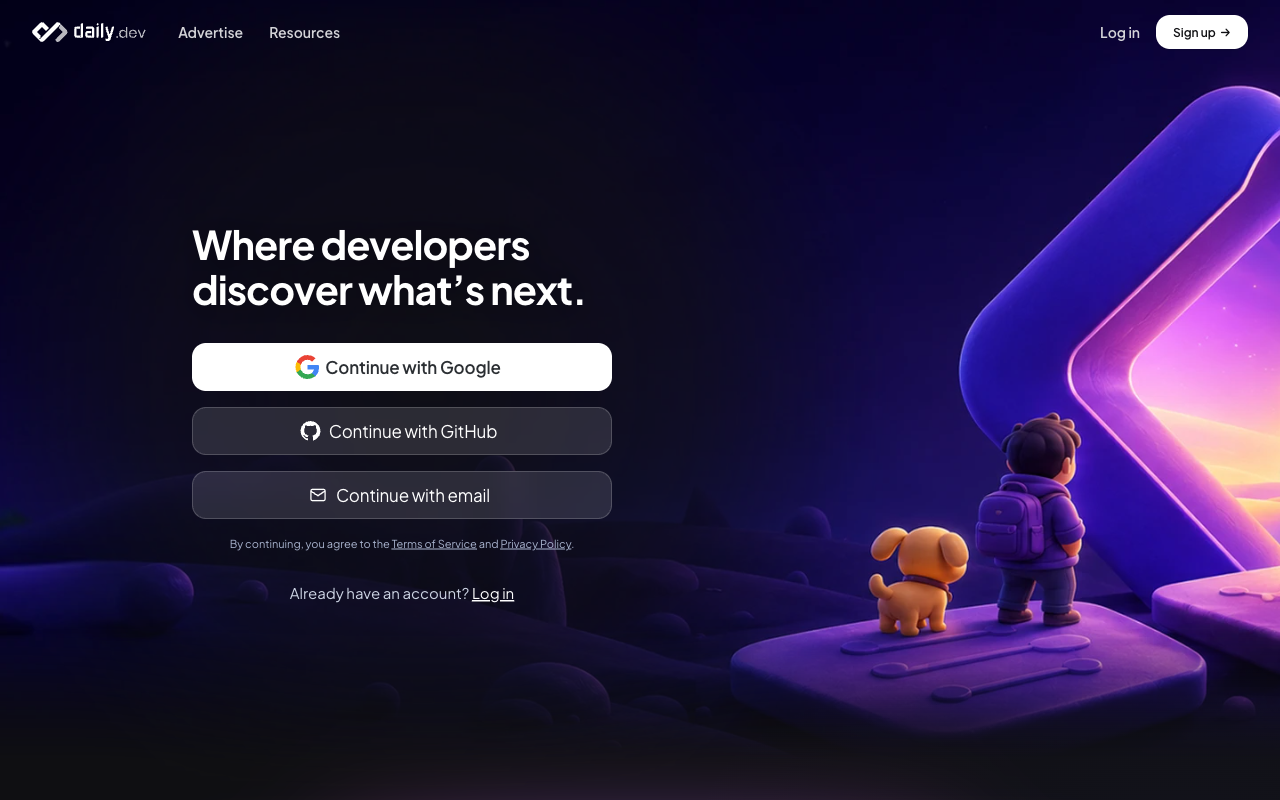 daily.dev
Advertise
Resources
Log in
Sign up →
Where developers
discover what’s next.
Continue with Google
Continue with GitHub
Continue with email
By continuing, you agree to the Terms of Service and Privacy Policy.
Already have an account? Log in